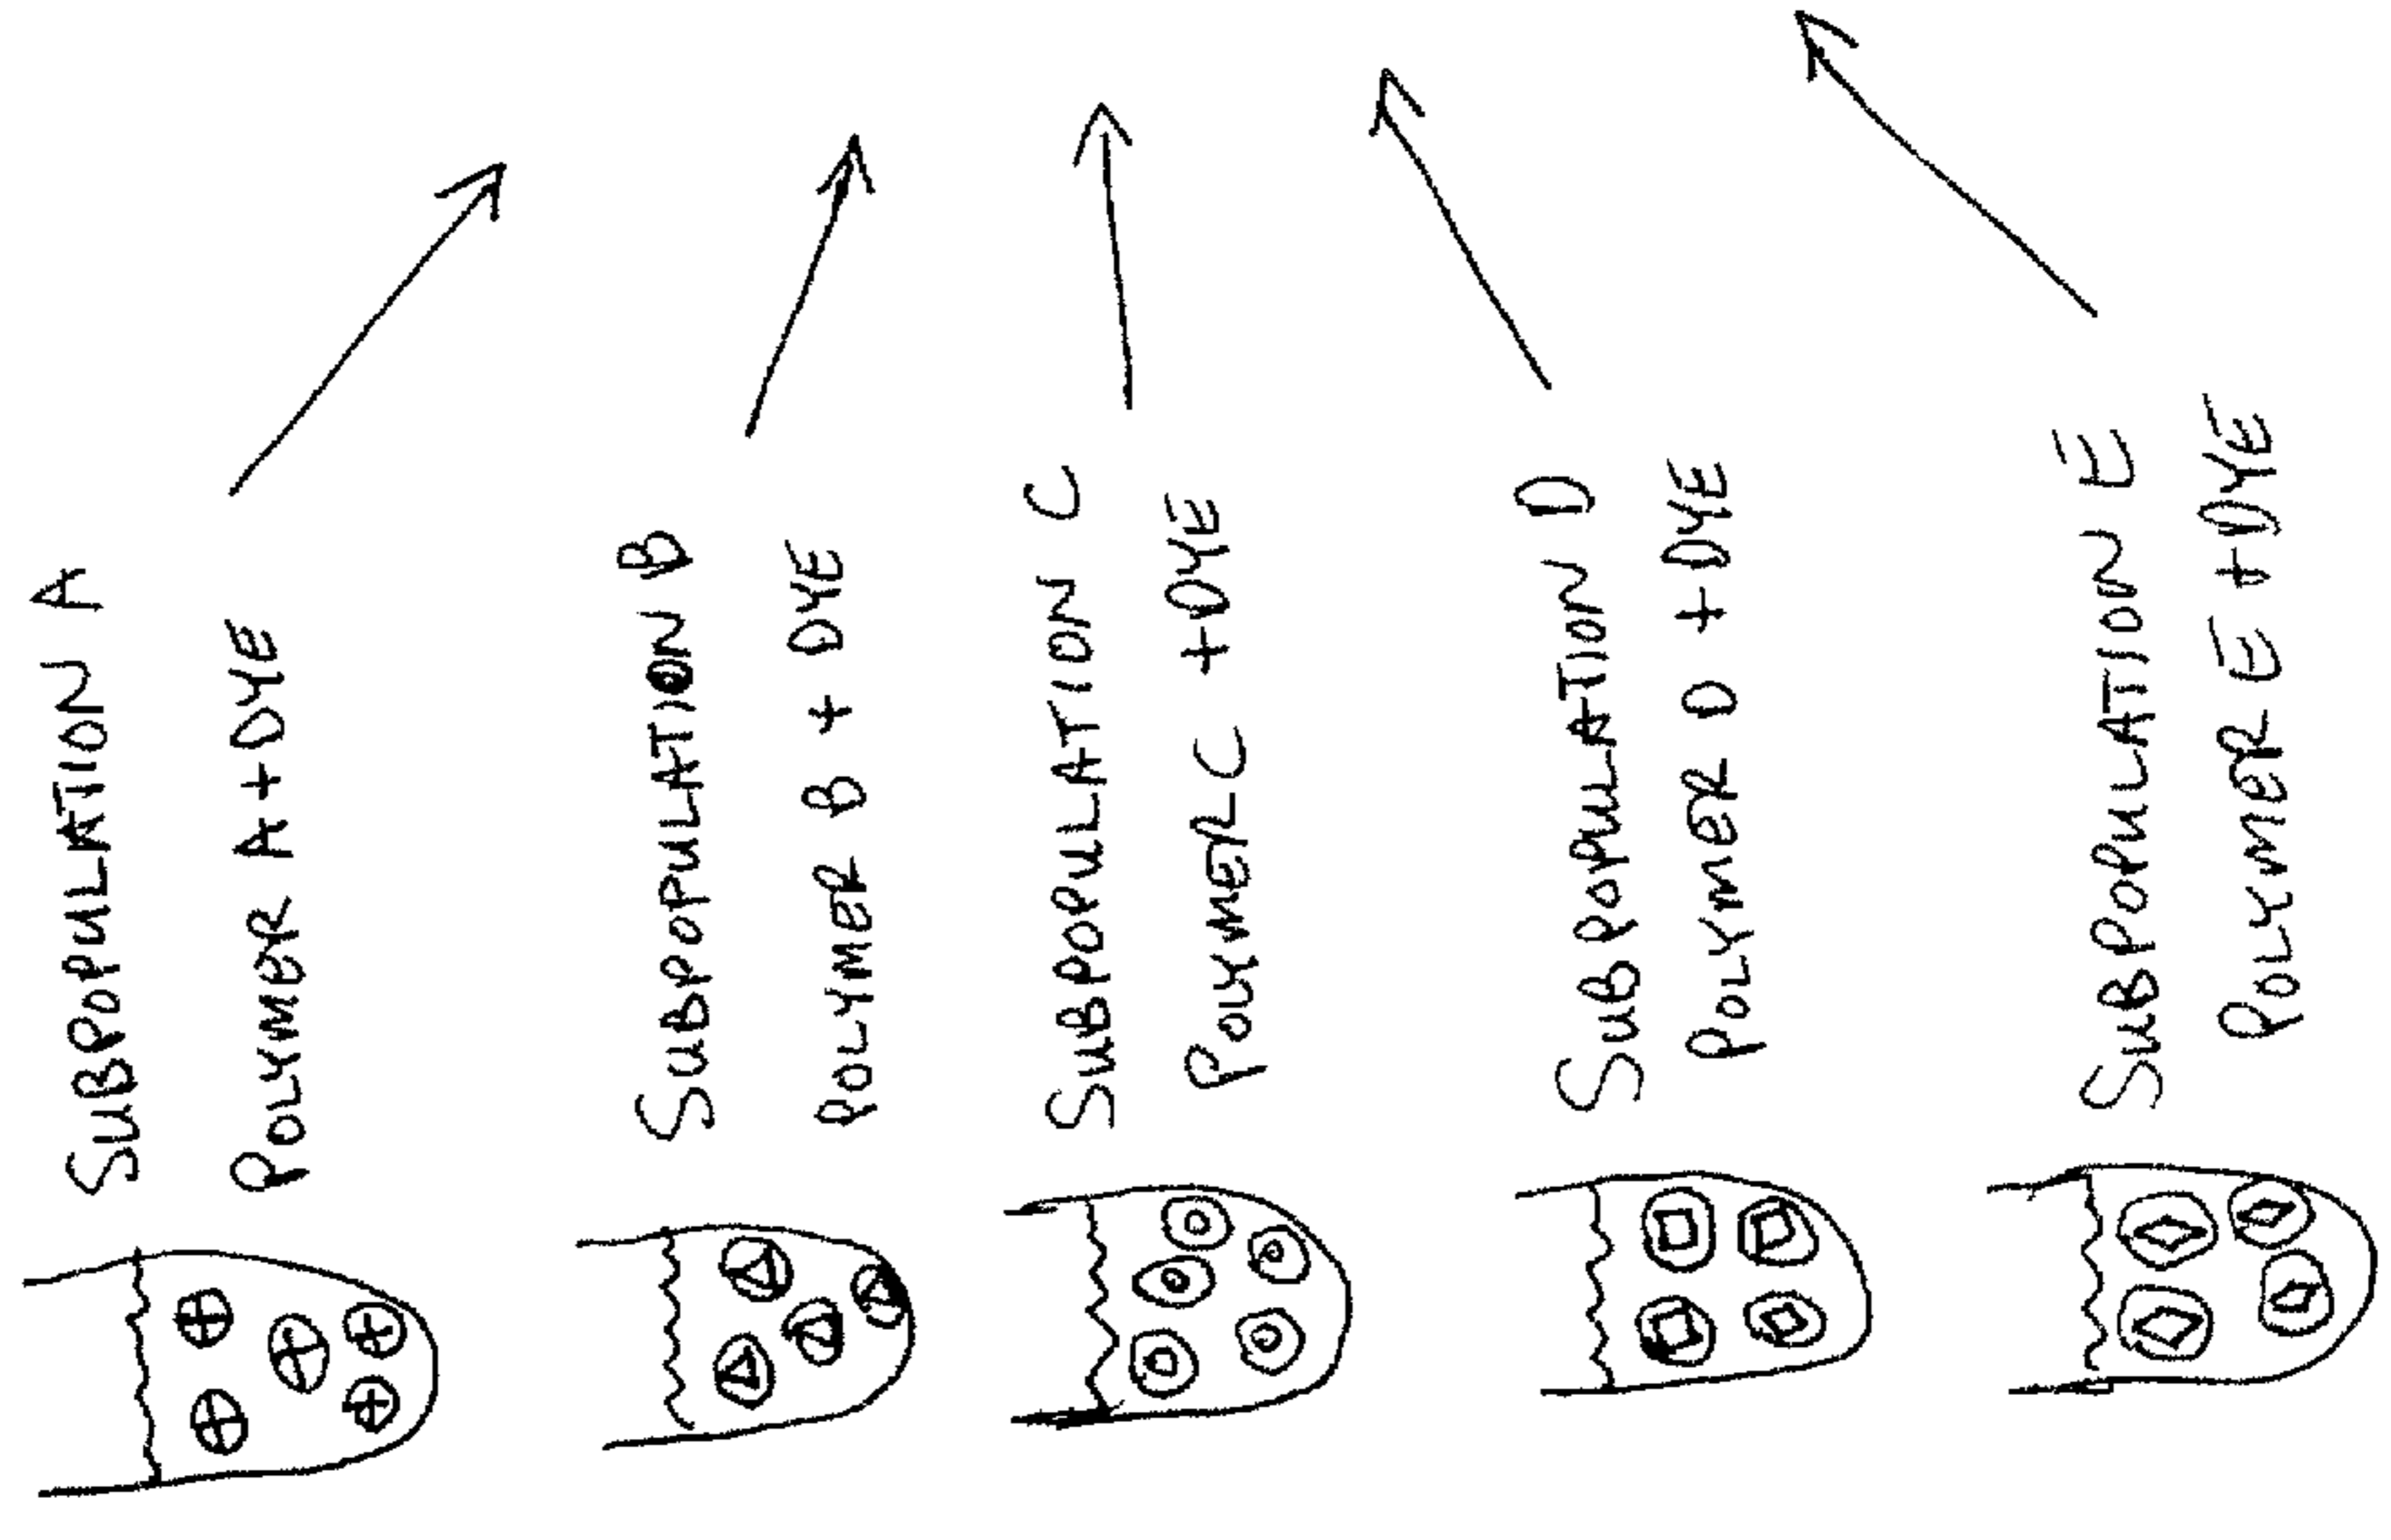 SUBPOPULATION A
POLYMER A + DYE
SUBPOPULATION B
POLYMER B + DYE
SUBPOPULATION C
POLYMER C + DYE
SUBPOPULATION D
POLYMER D + DYE
SUBPOPULATION E
POLYMER E + DYE